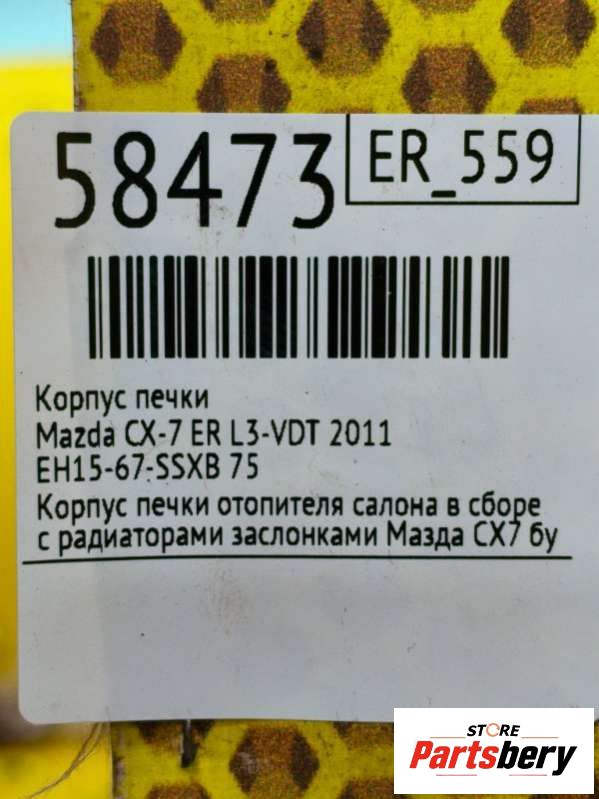 58473
ER_559
Корпус печки
Mazda CX-7 ER L3-VDT 2011
EH15-67-SSXB 75
Корпус печки отопителя салона в сборе
с радиаторами заслонками Мазда СХ7 бу
STORE
Partsbery